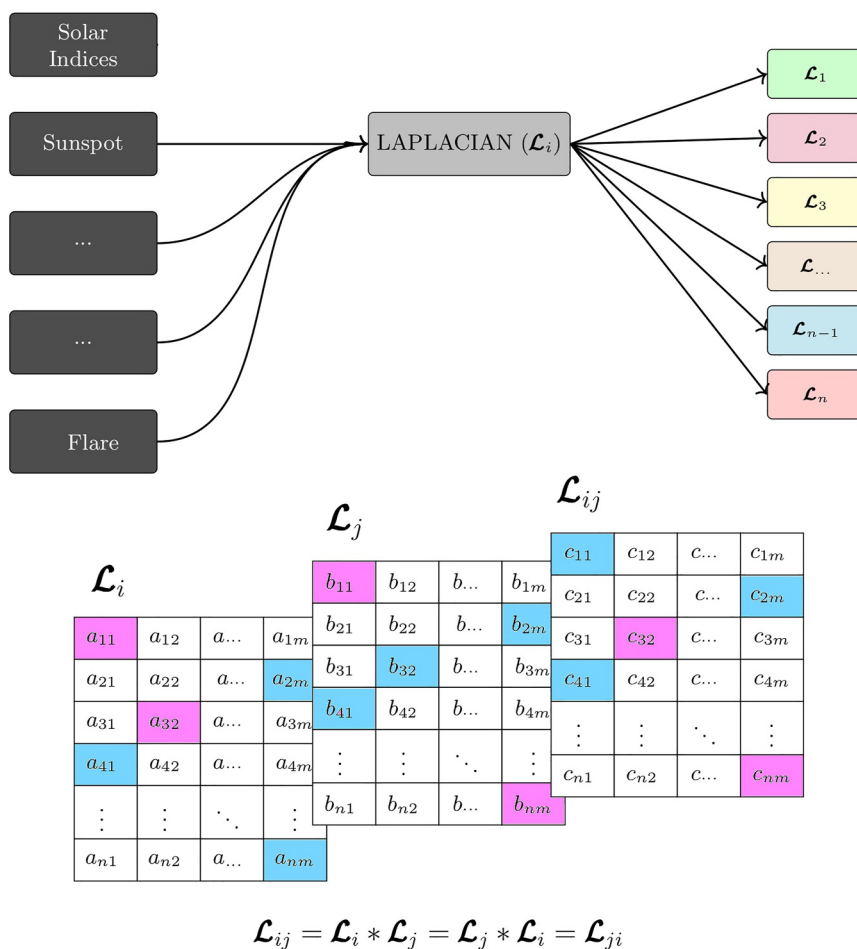 Solar
Indices
Sunspot
...
...
Flare
LAPLACIAN (𝓛ᵢ)
𝓛₁
𝓛₂
𝓛₃
𝓛...
𝓛ₙ₋₁
𝓛ₙ
𝓛ᵢ
a₁₁ a₁₂ a... a₁ₘ
a₂₁ a₂₂ a... a₂ₘ
a₃₁ a₃₂ a... a₃ₘ
a₄₁ a₄₂ a... a₄ₘ
⋮ ⋮ ⋱ ⋮
aₙ₁ aₙ₂ a... aₙₘ
𝓛ⱼ
b₁₁ b₁₂ b... b₁ₘ
b₂₁ b₂₂ b... b₂ₘ
b₃₁ b₃₂ b... b₃ₘ
b₄₁ b₄₂ b... b₄ₘ
⋮ ⋮ ⋱ ⋮
bₙ₁ bₙ₂ b... bₙₘ
𝓛ᵢⱼ
c₁₁ c₁₂ c... c₁ₘ
c₂₁ c₂₂ c... c₂ₘ
c₃₁ c₃₂ c... c₃ₘ
c₄₁ c₄₂ c... c₄ₘ
⋮ ⋮ ⋱ ⋮
cₙ₁ cₙ₂ c... cₙₘ
𝓛ᵢⱼ = 𝓛ᵢ * 𝓛ⱼ = 𝓛ⱼ * 𝓛ᵢ = 𝓛ⱼᵢ